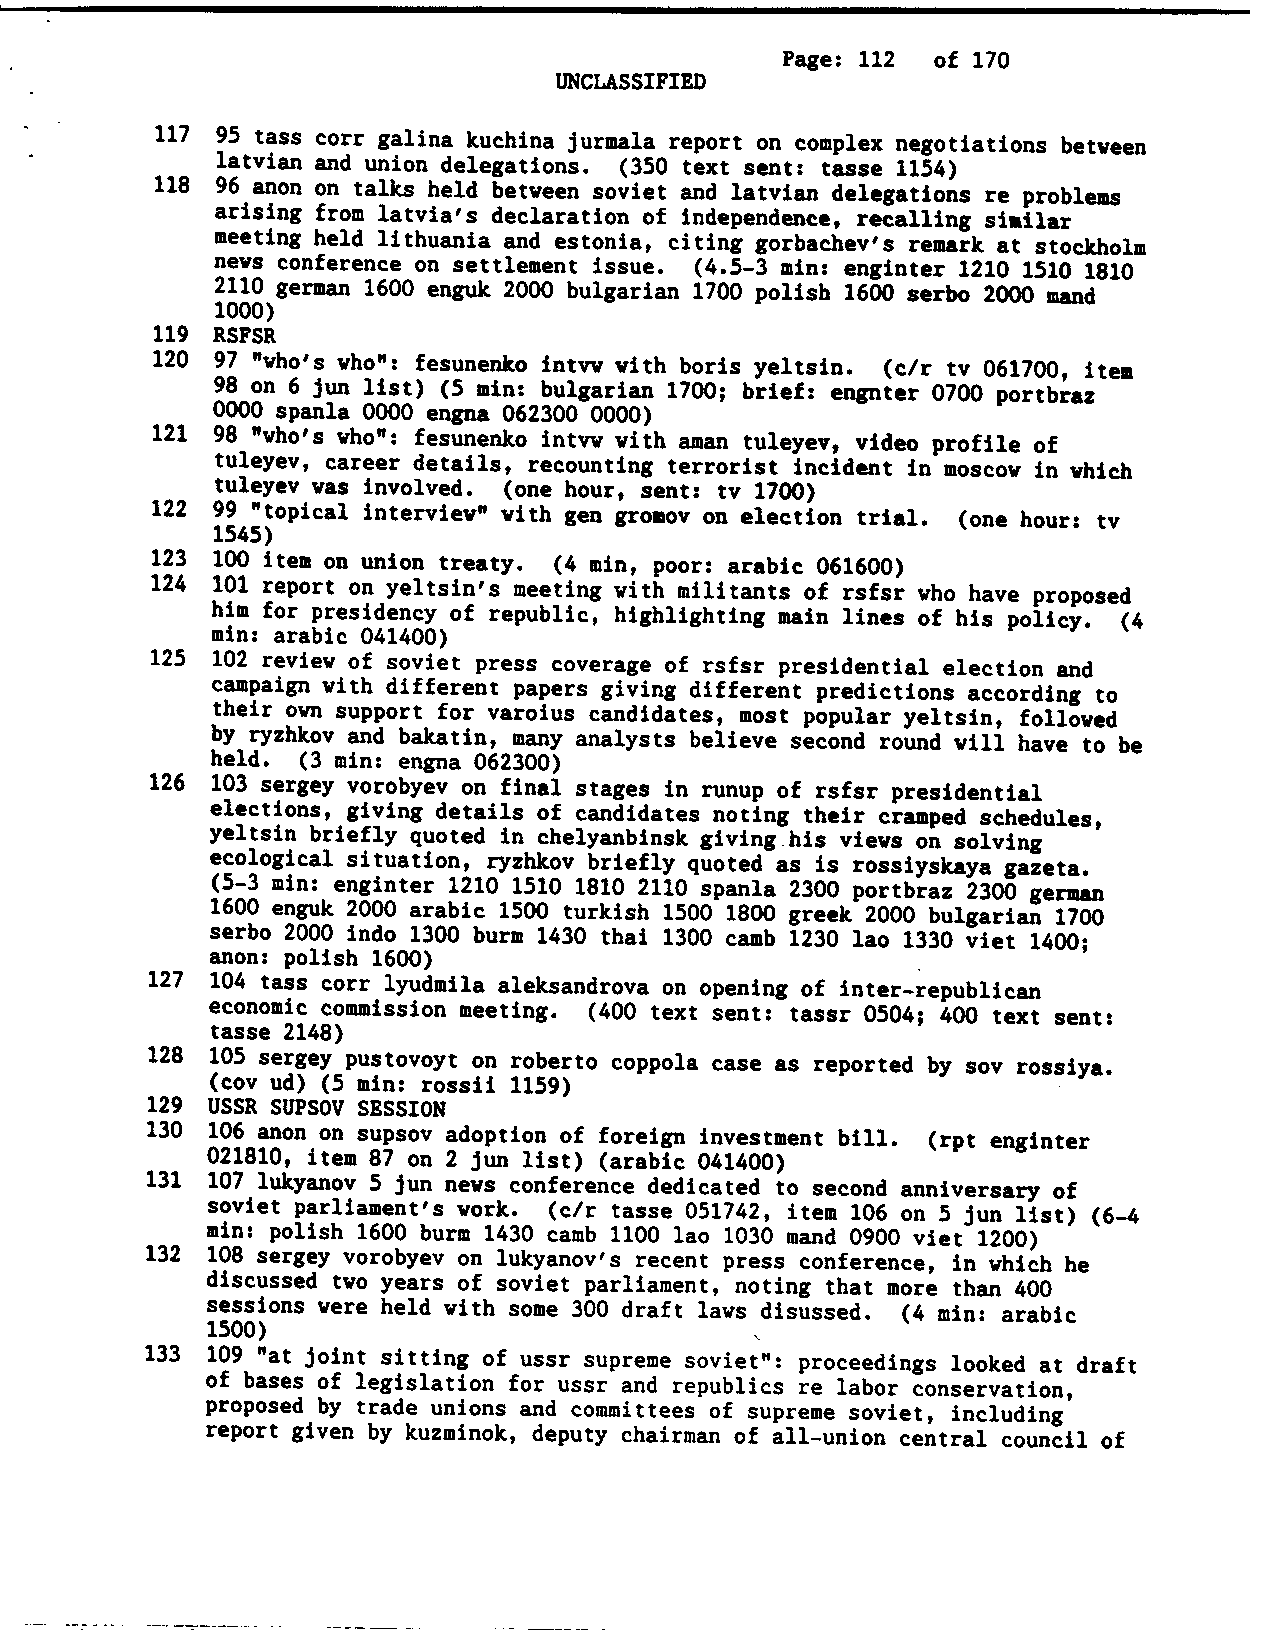 Page: 112 of 170
UNCLASSIFIED
117 95 tass corr galina kuchina jurmala report on complex negotiations between
latvian and union delegations. (350 text sent: tasse 1154)
118 96 anon on talks held between soviet and latvian delegations re problems
arising from latvia's declaration of independence, recalling similar
meeting held lithuania and estonia, citing gorbachev's remark at stockholm
news conference on settlement issue. (4.5-3 min: enginter 1210 1510 1810
2110 german 1600 enguk 2000 bulgarian 1700 polish 1600 serbo 2000 mand
1000)
119 RSFSR
120 97 "who's who": fesunenko intvw with boris yeltsin. (c/r tv 061700, item
98 on 6 jun list) (5 min: bulgarian 1700; brief: engnter 0700 portbraz
0000 spanla 0000 engna 062300 0000)
121 98 "who's who": fesunenko intvw with aman tuleyev, video profile of
tuleyev, career details, recounting terrorist incident in moscow in which
tuleyev was involved. (one hour, sent: tv 1700)
122 99 "topical interview" with gen gromov on election trial. (one hour: tv
1545)
123 100 item on union treaty. (4 min, poor: arabic 061600)
124 101 report on yeltsin's meeting with militants of rsfsr who have proposed
him for presidency of republic, highlighting main lines of his policy. (4
min: arabic 041400)
125 102 review of soviet press coverage of rsfsr presidential election and
campaign with different papers giving different predictions according to
their own support for varoius candidates, most popular yeltsin, followed
by ryzhkov and bakatin, many analysts believe second round will have to be
held. (3 min: engna 062300)
126 103 sergey vorobyev on final stages in runup of rsfsr presidential
elections, giving details of candidates noting their cramped schedules,
yeltsin briefly quoted in chelyanbinsk giving his views on solving
ecological situation, ryzhkov briefly quoted as is rossiyskaya gazeta.
(5-3 min: enginter 1210 1510 1810 2110 spanla 2300 portbraz 2300 german
1600 enguk 2000 arabic 1500 turkish 1500 1800 greek 2000 bulgarian 1700
serbo 2000 indo 1300 burm 1430 thai 1300 camb 1230 lao 1330 viet 1400;
anon: polish 1600)
127 104 tass corr lyudmila aleksandrova on opening of inter-republican
economic commission meeting. (400 text sent: tassr 0504; 400 text sent:
tasse 2148)
128 105 sergey pustovoyt on roberto coppola case as reported by sov rossiya.
(cov ud) (5 min: rossii 1159)
129 USSR SUPSOV SESSION
130 106 anon on supsov adoption of foreign investment bill. (rpt enginter
021810, item 87 on 2 jun list) (arabic 041400)
131 107 lukyanov 5 jun news conference dedicated to second anniversary of
soviet parliament's work. (c/r tasse 051742, item 106 on 5 jun list) (6-4
min: polish 1600 burm 1430 camb 1100 lao 1030 mand 0900 viet 1200)
132 108 sergey vorobyev on lukyanov's recent press conference, in which he
discussed two years of soviet parliament, noting that more than 400
sessions were held with some 300 draft laws disussed. (4 min: arabic
1500)
133 109 "at joint sitting of ussr supreme soviet": proceedings looked at draft
of bases of legislation for ussr and republics re labor conservation,
proposed by trade unions and committees of supreme soviet, including
report given by kuzminok, deputy chairman of all-union central council of